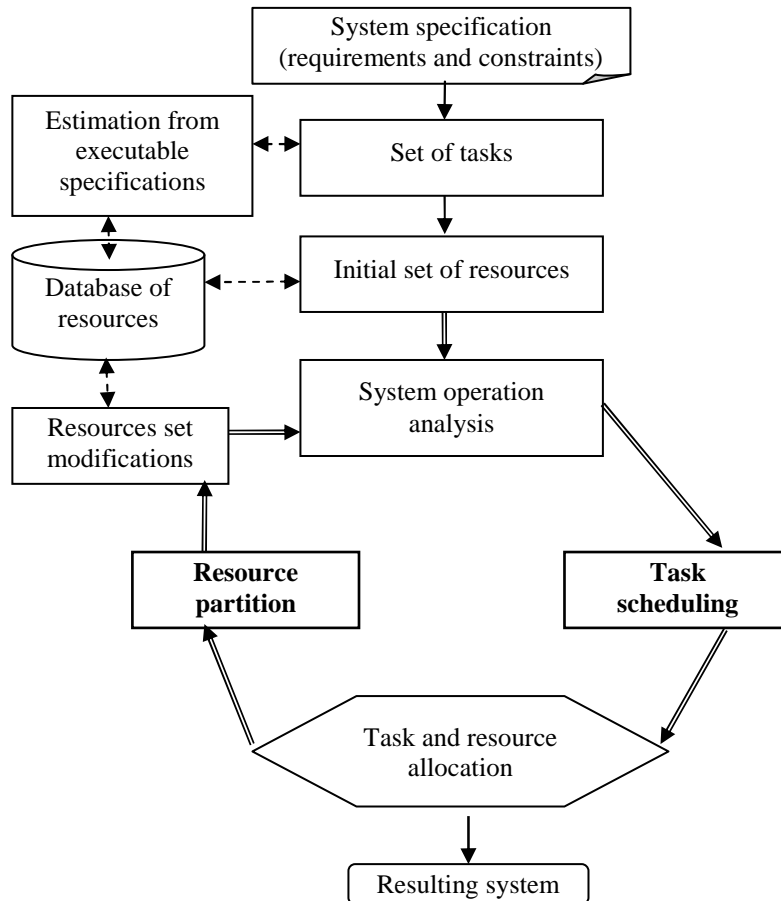 System specification
(requirements and constraints)
Estimation from
executable
specifications
Set of tasks
Initial set of resources
Database of
resources
System operation
analysis
Resources set
modifications
Resource
partition
Task
scheduling
Task and resource
allocation
Resulting system